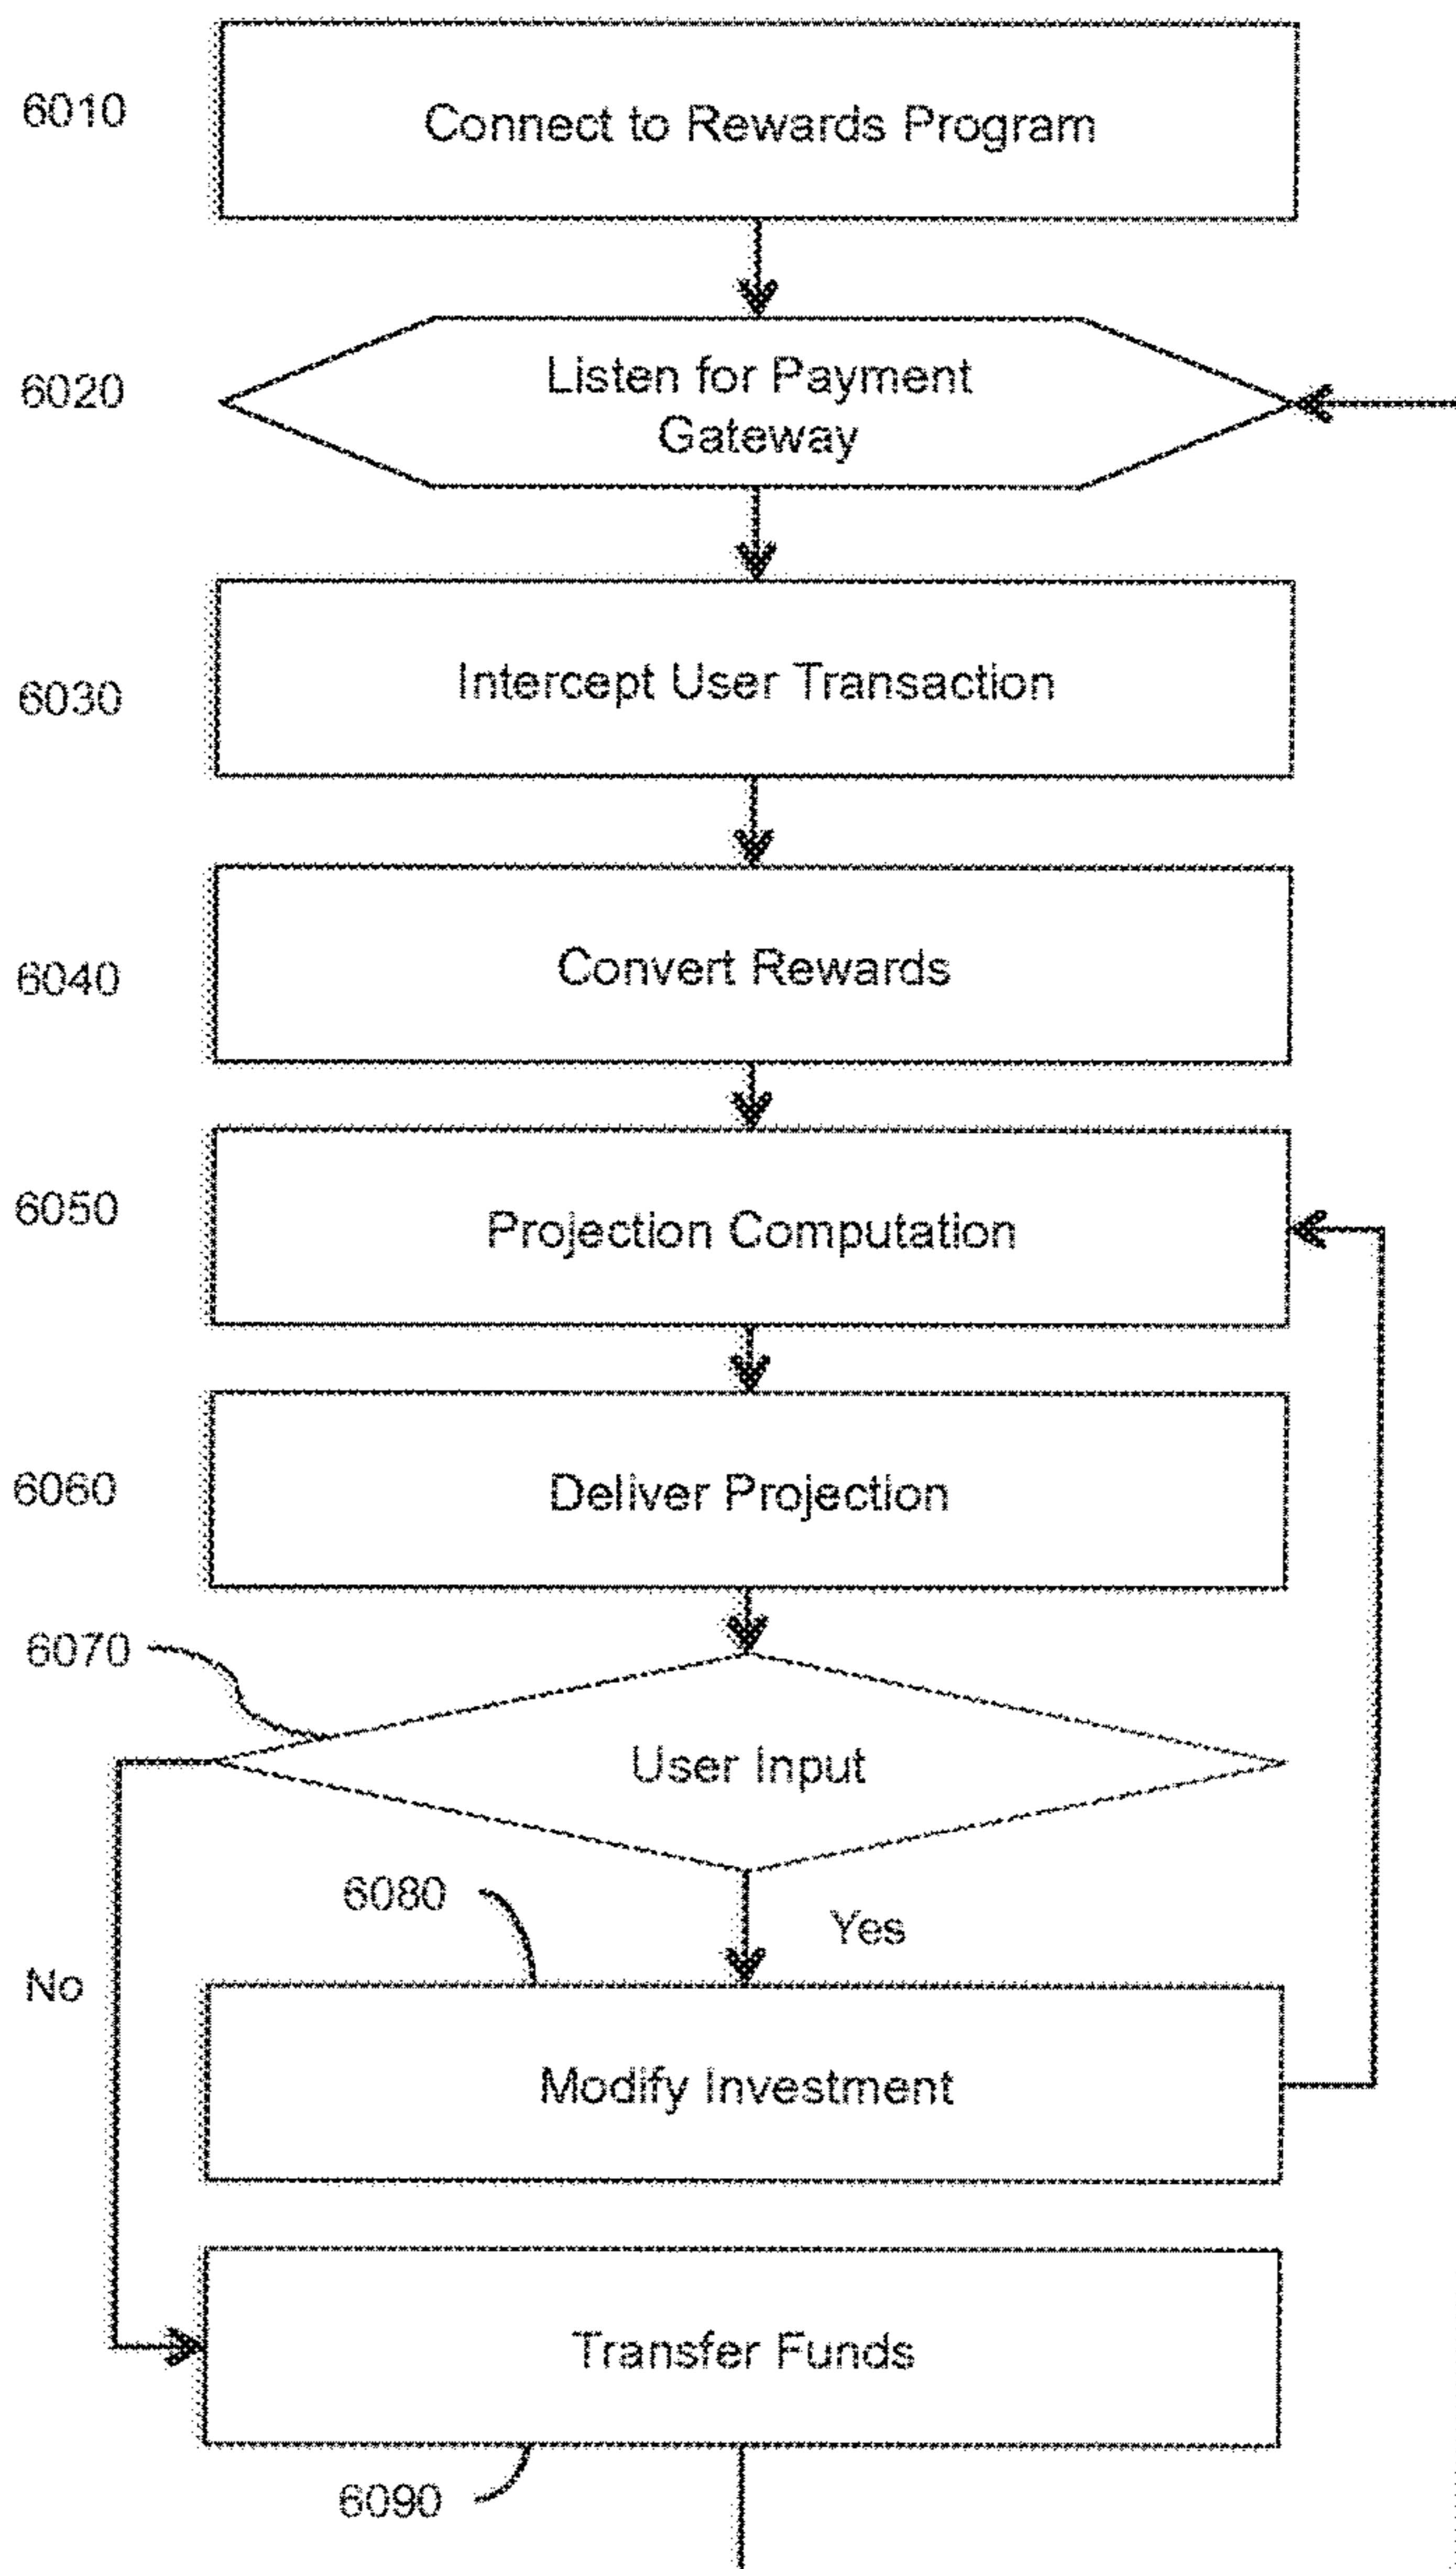 6010
Connect to Rewards Program
6020
Listen for Payment
Gateway
6030
Intercept User Transaction
6040
Convert Rewards
6050
Projection Computation
6060
Deliver Projection
6070
User Input
6080
Yes
No
Modify Investment
Transfer Funds
6090